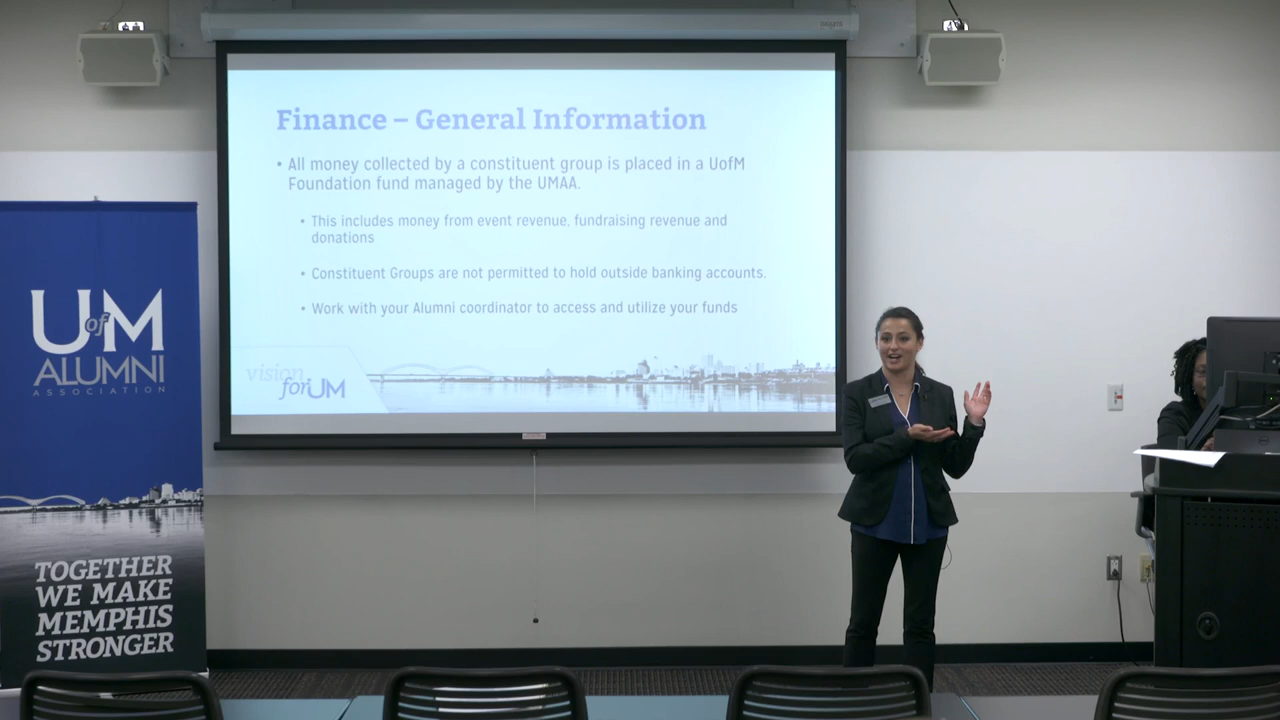 Finance – General Information
• All money collected by a constituent group is placed in a UofM
Foundation fund managed by the UMAA.
• This includes money from event revenue, fundraising revenue and
donations
• Constituent Groups are not permitted to hold outside banking accounts.
• Work with your Alumni coordinator to access and utilize your funds
vision
forUM
UofM
ALUMNI
ASSOCIATION
TOGETHER
WE MAKE
MEMPHIS
STRONGER